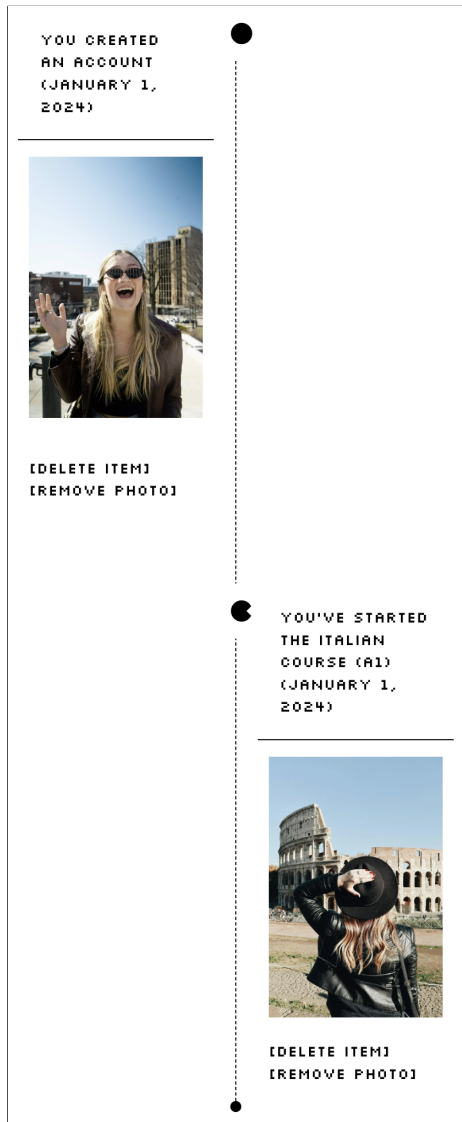 YOU CREATED
AN ACCOUNT
(JANUARY 1,
2024)
[DELETE ITEM]
[REMOVE PHOTO]
YOU'VE STARTED
THE ITALIAN
COURSE (A1)
(JANUARY 1,
2024)
[DELETE ITEM]
[REMOVE PHOTO]